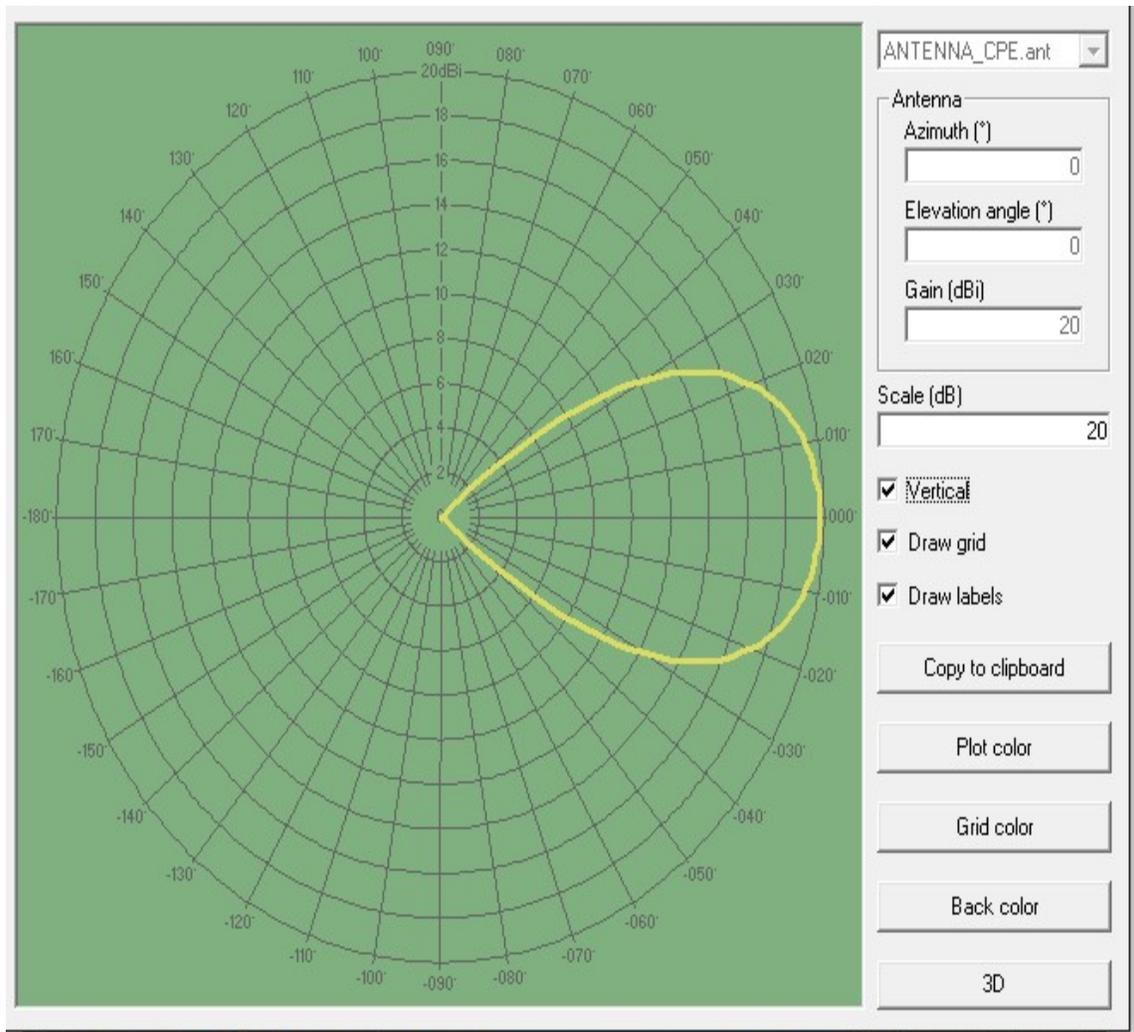 090°
100° 080°
20dBi
110° 070°
18
120° 060°
16
130° 050°
14
140° 040°
12
150° 030°
10
8
160° 020°
6
170° 4 010°
2
-180° 0 000°
-170° -010°
-160° -020°
-150° -030°
-140° -040°
-130° -050°
-120° -060°
-110° -070°
-100° -090° -080°
ANTENNA_CPE.ant
Antenna
Azimuth (°)
0
Elevation angle (°)
0
Gain (dBi)
20
Scale (dB)
20
Vertical
Draw grid
Draw labels
Copy to clipboard
Plot color
Grid color
Back color
3D